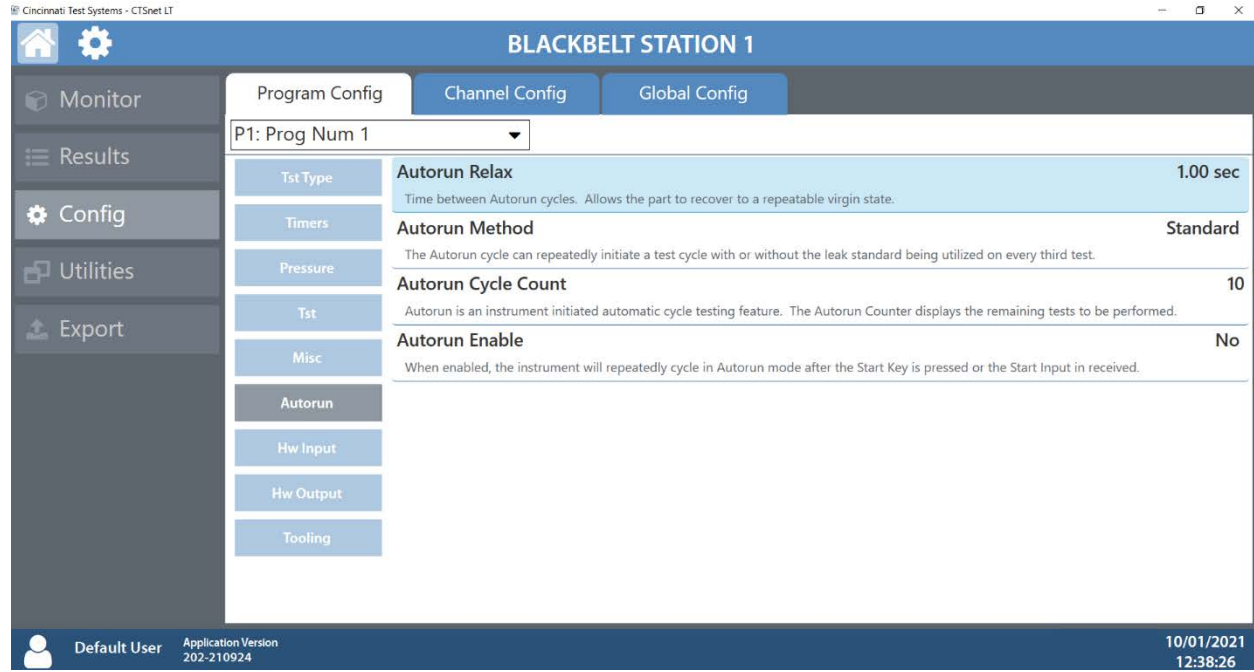 Cincinnati Test Systems - CTSnet LT
BLACKBELT STATION 1
Monitor
Results
Config
Utilities
Export
Program Config
Channel Config
Global Config
P1: Prog Num 1
Tst Type
Timers
Pressure
Tst
Misc
Autorun
Hw Input
Hw Output
Tooling
Autorun Relax 1.00 sec
Time between Autorun cycles. Allows the part to recover to a repeatable virgin state.
Autorun Method Standard
The Autorun cycle can repeatedly initiate a test cycle with or without the leak standard being utilized on every third test.
Autorun Cycle Count 10
Autorun is an instrument initiated automatic cycle testing feature. The Autorun Counter displays the remaining tests to be performed.
Autorun Enable No
When enabled, the instrument will repeatedly cycle in Autorun mode after the Start Key is pressed or the Start Input in received.
Default User
Application Version
202-210924
10/01/2021
12:38:26